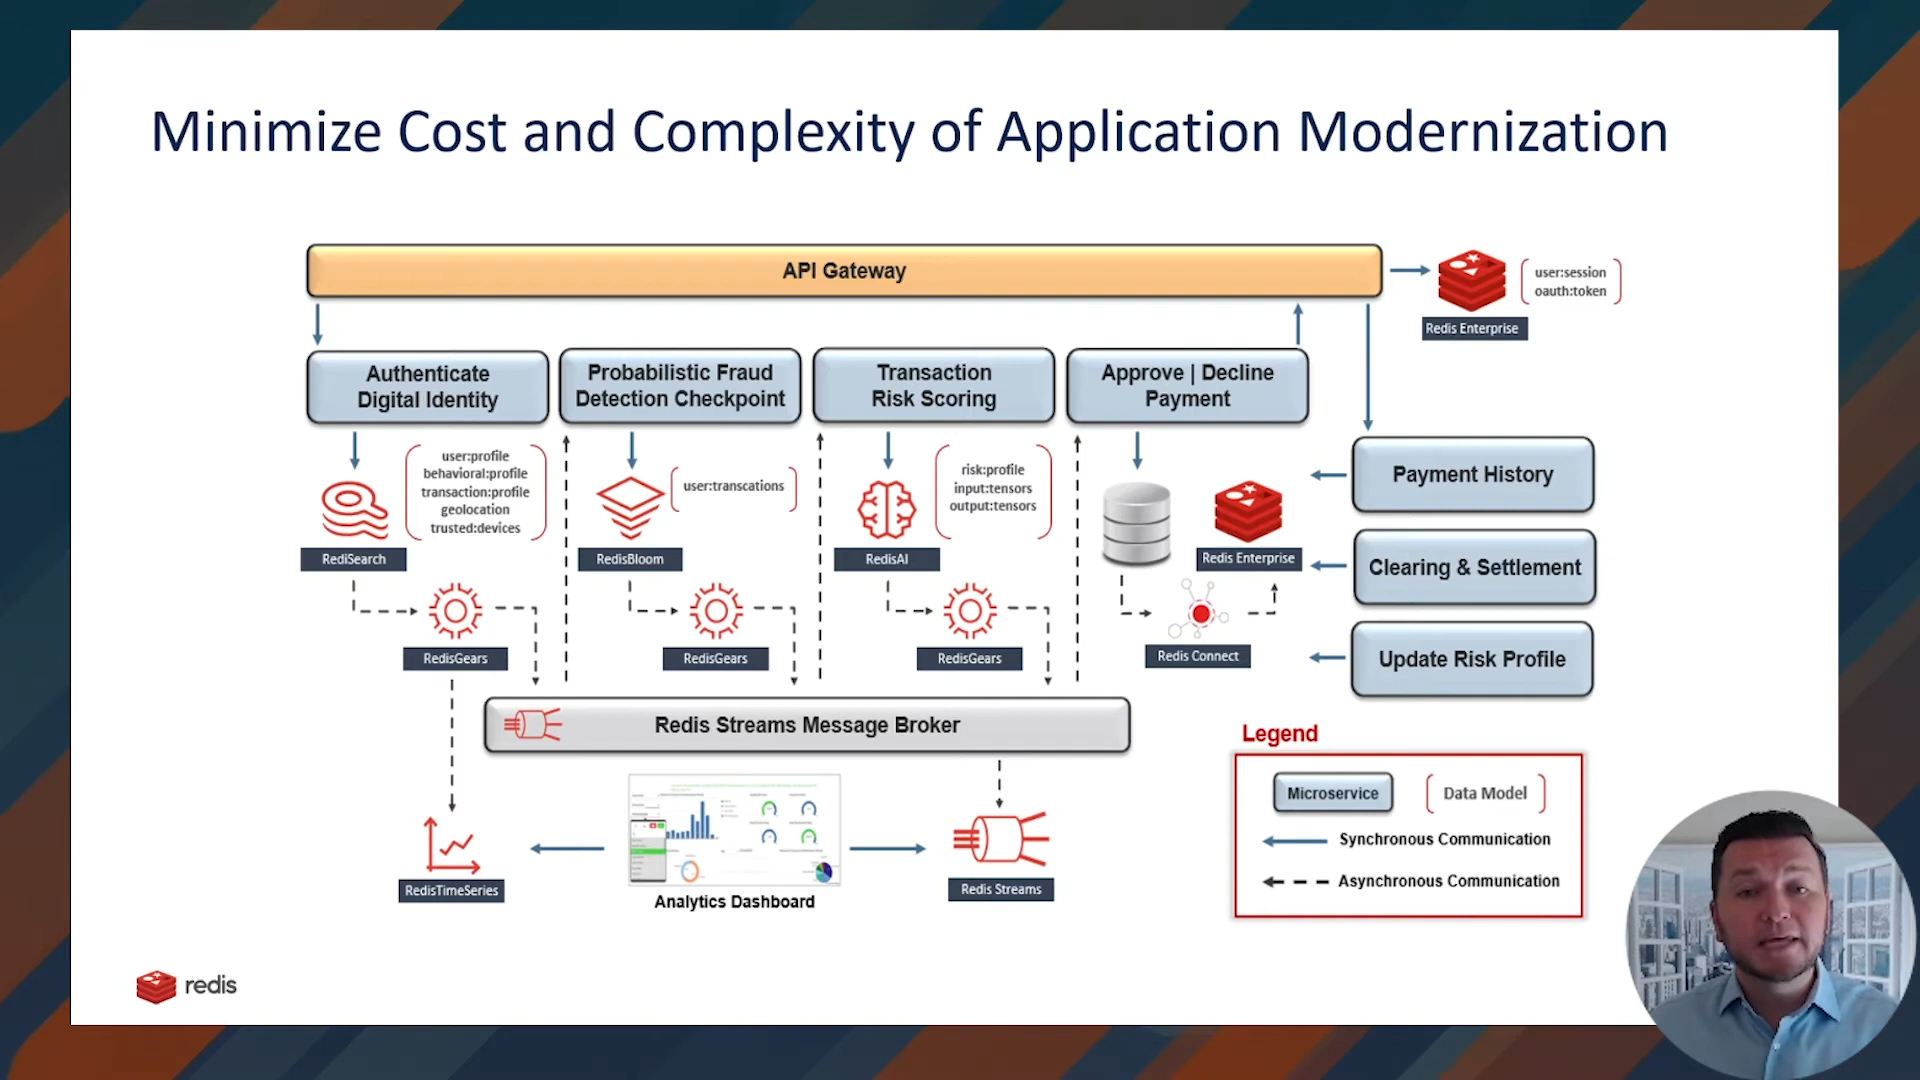 Minimize Cost and Complexity of Application Modernization
API Gateway
user:session
oauth:token
Redis Enterprise
Authenticate
Digital Identity
Probabilistic Fraud
Detection Checkpoint
Transaction
Risk Scoring
Approve | Decline
Payment
user:profile
behavioral:profile
transaction:profile
geolocation
trusted:devices
user:transcations
risk:profile
input:tensors
output:tensors
RediSearch
RedisBloom
RedisAI
Redis Enterprise
Payment History
Clearing & Settlement
Update Risk Profile
RedisGears
RedisGears
RedisGears
Redis Connect
Redis Streams Message Broker
RedisTimeSeries
Analytics Dashboard
Redis Streams
Legend
Microservice
Data Model
Synchronous Communication
Asynchronous Communication
redis